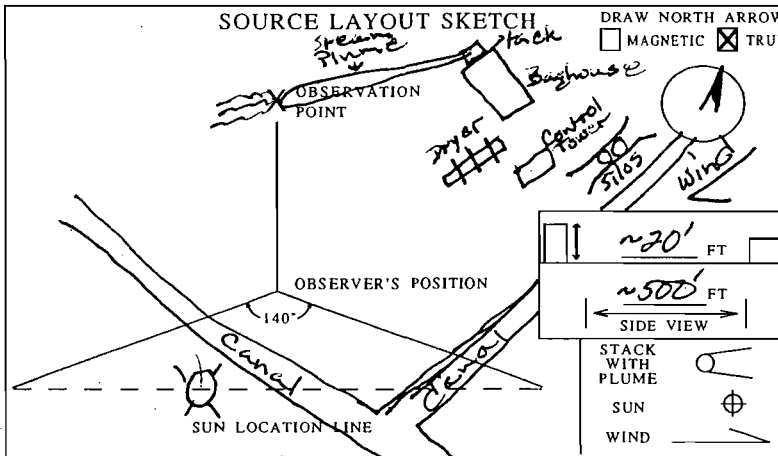 SOURCE LAYOUT SKETCH
DRAW NORTH ARROW
MAGNETIC
TRU
Steam
Plume
Stack
Baghouse
OBSERVATION
POINT
Dryer
Control
Tower
Silos
Wind
~20' FT
~500' FT
SIDE VIEW
OBSERVER'S POSITION
140°
Canal
Canal
SUN LOCATION LINE
STACK
WITH
PLUME
SUN
WIND